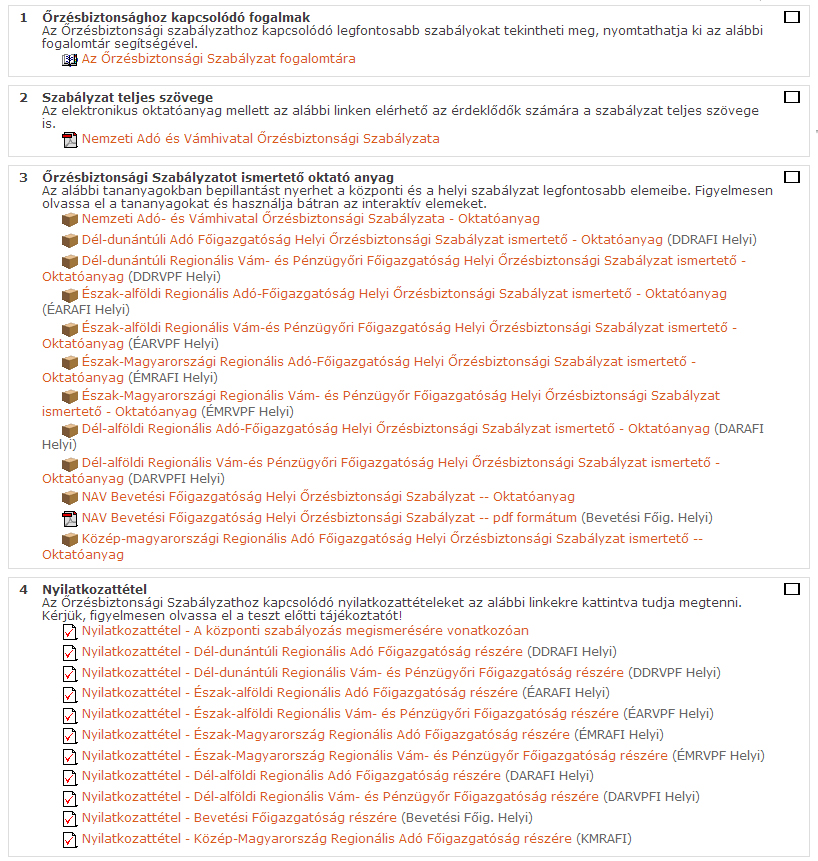 1 Őrzésbiztonsághoz kapcsolódó fogalmak
Az Őrzésbiztonsági szabályzathoz kapcsolódó legfontosabb szabályokat tekintheti meg, nyomtathatja ki az alábbi
fogalomtár segítségével.
Az Őrzésbiztonsági Szabályzat fogalomtára
2 Szabályzat teljes szövege
Az elektronikus oktatóanyag mellett az alábbi linken elérhető az érdeklődők számára a szabályzat teljes szövege
is.
Nemzeti Adó és Vámhivatal Őrzésbiztonsági Szabályzata
3 Őrzésbiztonsági Szabályzatot ismertető oktató anyag
Az alábbi tananyagokban bepillantást nyerhet a központi és a helyi szabályzat legfontosabb elemeibe. Figyelmesen
olvassa el a tananyagokat és használja bátran az interaktív elemeket.
Nemzeti Adó- és Vámhivatal Őrzésbiztonsági Szabályzata - Oktatóanyag
Dél-dunántúli Adó Főigazgatóság Helyi Őrzésbiztonsági Szabályzat ismertető - Oktatóanyag (DDRAFI Helyi)
Dél-dunántúli Regionális Vám- és Pénzügyőri Főigazgatóság Helyi Őrzésbiztonsági Szabályzat ismertető -
Oktatóanyag (DDRVPF Helyi)
Észak-alföldi Regionális Adó-Főigazgatóság Helyi Őrzésbiztonsági Szabályzat ismertető - Oktatóanyag
(ÉARAFI Helyi)
Észak-alföldi Regionális Vám-és Pénzügyőri Főigazgatóság Helyi Őrzésbiztonsági Szabályzat ismertető -
Oktatóanyag (ÉARVPF Helyi)
Észak-Magyarországi Regionális Adó-Főigazgatóság Helyi Őrzésbiztonsági Szabályzat ismertető -
Oktatóanyag (ÉMRAFI Helyi)
Észak-Magyarországi Regionális Vám- és Pénzügyőr Főigazgatóság Helyi Őrzésbiztonsági Szabályzat
ismertető - Oktatóanyag (ÉMRVPF Helyi)
Dél-alföldi Regionális Adó-Főigazgatóság Helyi Őrzésbiztonsági Szabályzat ismertető - Oktatóanyag (DARAFI
Helyi)
Dél-alföldi Regionális Vám-és Pénzügyőri Főigazgatóság Helyi Őrzésbiztonsági Szabályzat ismertető -
Oktatóanyag (DARVPFI Helyi)
NAV Bevetési Főigazgatóság Helyi Őrzésbiztonsági Szabályzat -- Oktatóanyag
NAV Bevetési Főigazgatóság Helyi Őrzésbiztonsági Szabályzat -- pdf formátum (Bevetési Főig. Helyi)
Közép-magyarországi Regionális Adó Főigazgatóság Helyi Őrzésbiztonsági Szabályzat ismertető --
Oktatóanyag
4 Nyilatkozattétel
Az Őrzésbiztonsági Szabályzathoz kapcsolódó nyilatkozattételeket az alábbi linkekre kattintva tudja megtenni.
Kérjük, figyelmesen olvassa el a teszt előtti tájékoztatót!
Nyilatkozattétel - A központi szabályozás megismerésére vonatkozóan
Nyilatkozattétel - Dél-dunántúli Regionális Adó Főigazgatóság részére (DDRAFI Helyi)
Nyilatkozattétel - Dél-dunántúli Regionális Vám- és Pénzügyőri Főigazgatóság részére (DDRVPF Helyi)
Nyilatkozattétel - Észak-alföldi Regionális Adó Főigazgatóság részére (ÉARAFI Helyi)
Nyilatkozattétel - Észak-alföldi Regionális Vám- és Pénzügyőri Főigazgatóság részére (ÉARVPF Helyi)
Nyilatkozattétel - Észak-Magyarország Regionális Adó Főigazgatóság részére (ÉMRAFI Helyi)
Nyilatkozattétel - Észak-Magyarország Regionális Vám- és Pénzügyőr Főigazgatóság részére (ÉMRVPF Helyi)
Nyilatkozattétel - Dél-alföldi Regionális Adó Főigazgatóság részére (DARAFI Helyi)
Nyilatkozattétel - Dél-alföldi Regionális Vám- és Pénzügyőr Főigazgatóság részére (DARVPFI Helyi)
Nyilatkozattétel - Bevetési Főigazgatóság részére (Bevetési Főig. Helyi)
Nyilatkozattétel - Közép-Magyarország Regionális Adó Főigazgatóság részére (KMRAFI)